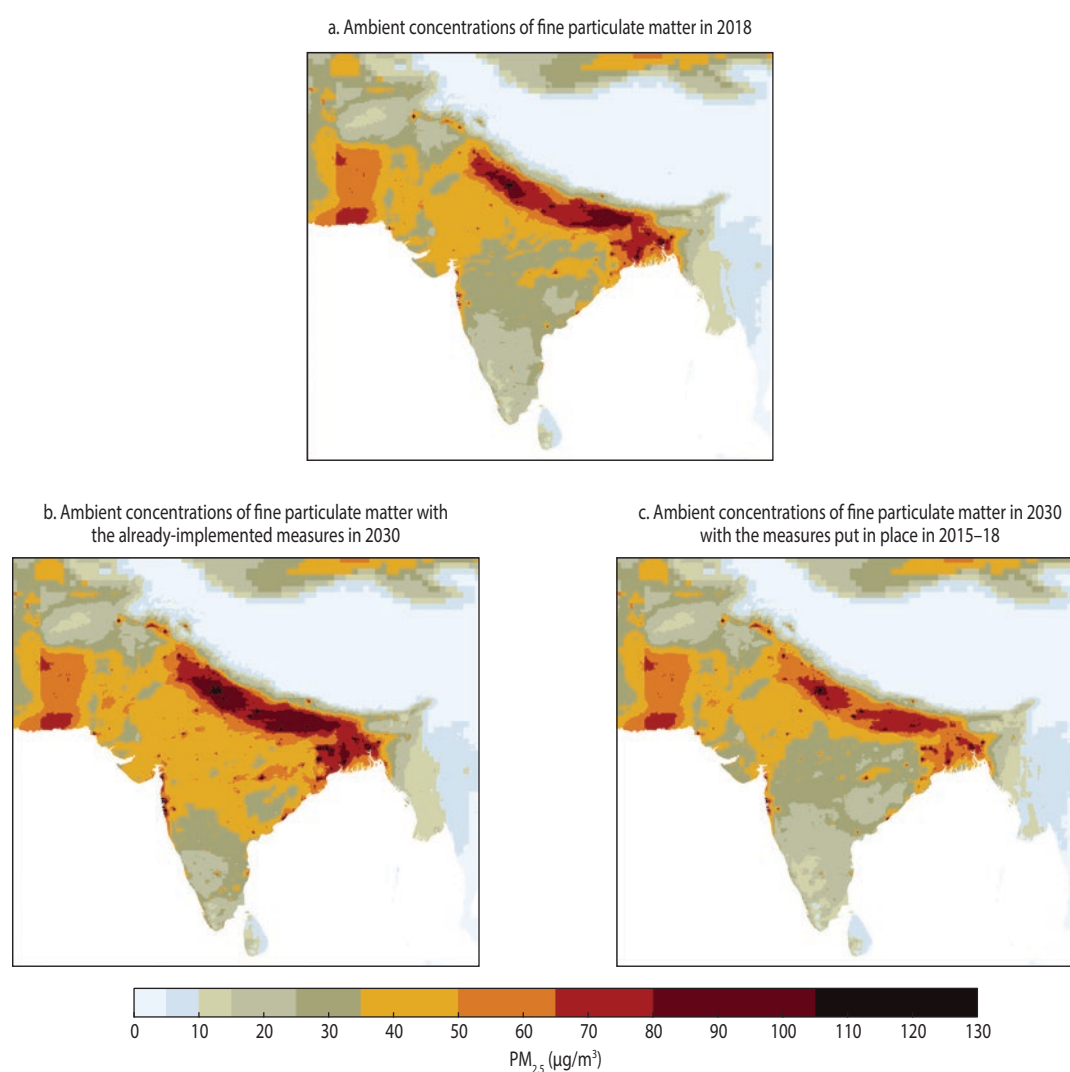 a. Ambient concentrations of fine particulate matter in 2018
b. Ambient concentrations of fine particulate matter with
the already-implemented measures in 2030
c. Ambient concentrations of fine particulate matter in 2030
with the measures put in place in 2015–18
0 10 20 30 40 50 60 70 80 90 100 110 120 130
PM2.5 (µg/m³)